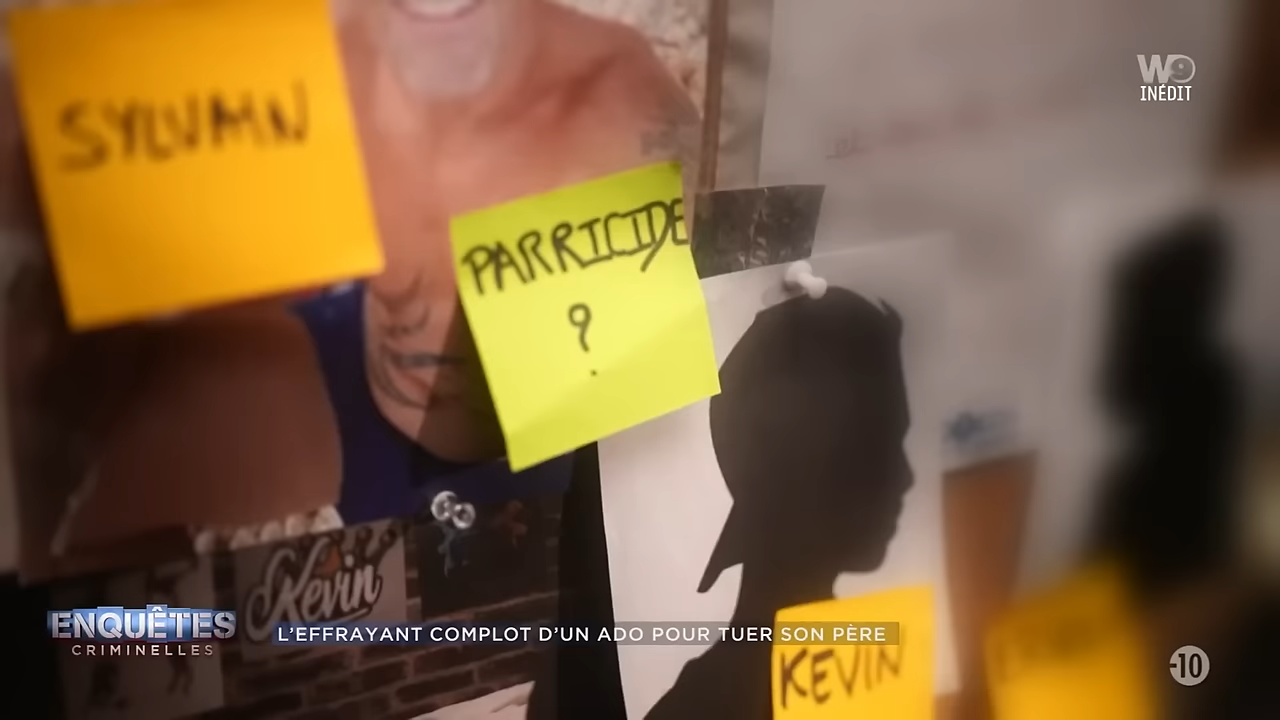 SYLVAIN
PARRICIDE
?
W9
INÉDIT
Kevin
ENQUÊTES
CRIMINELLES
L'EFFRAYANT COMPLOT D'UN ADO POUR TUER SON PÈRE
KEVIN
-10